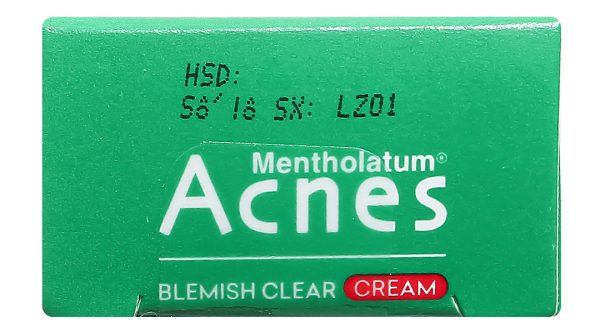 HSD:
Số lô SX: LZ01
Mentholatum®
Acnes
BLEMISH CLEAR CREAM